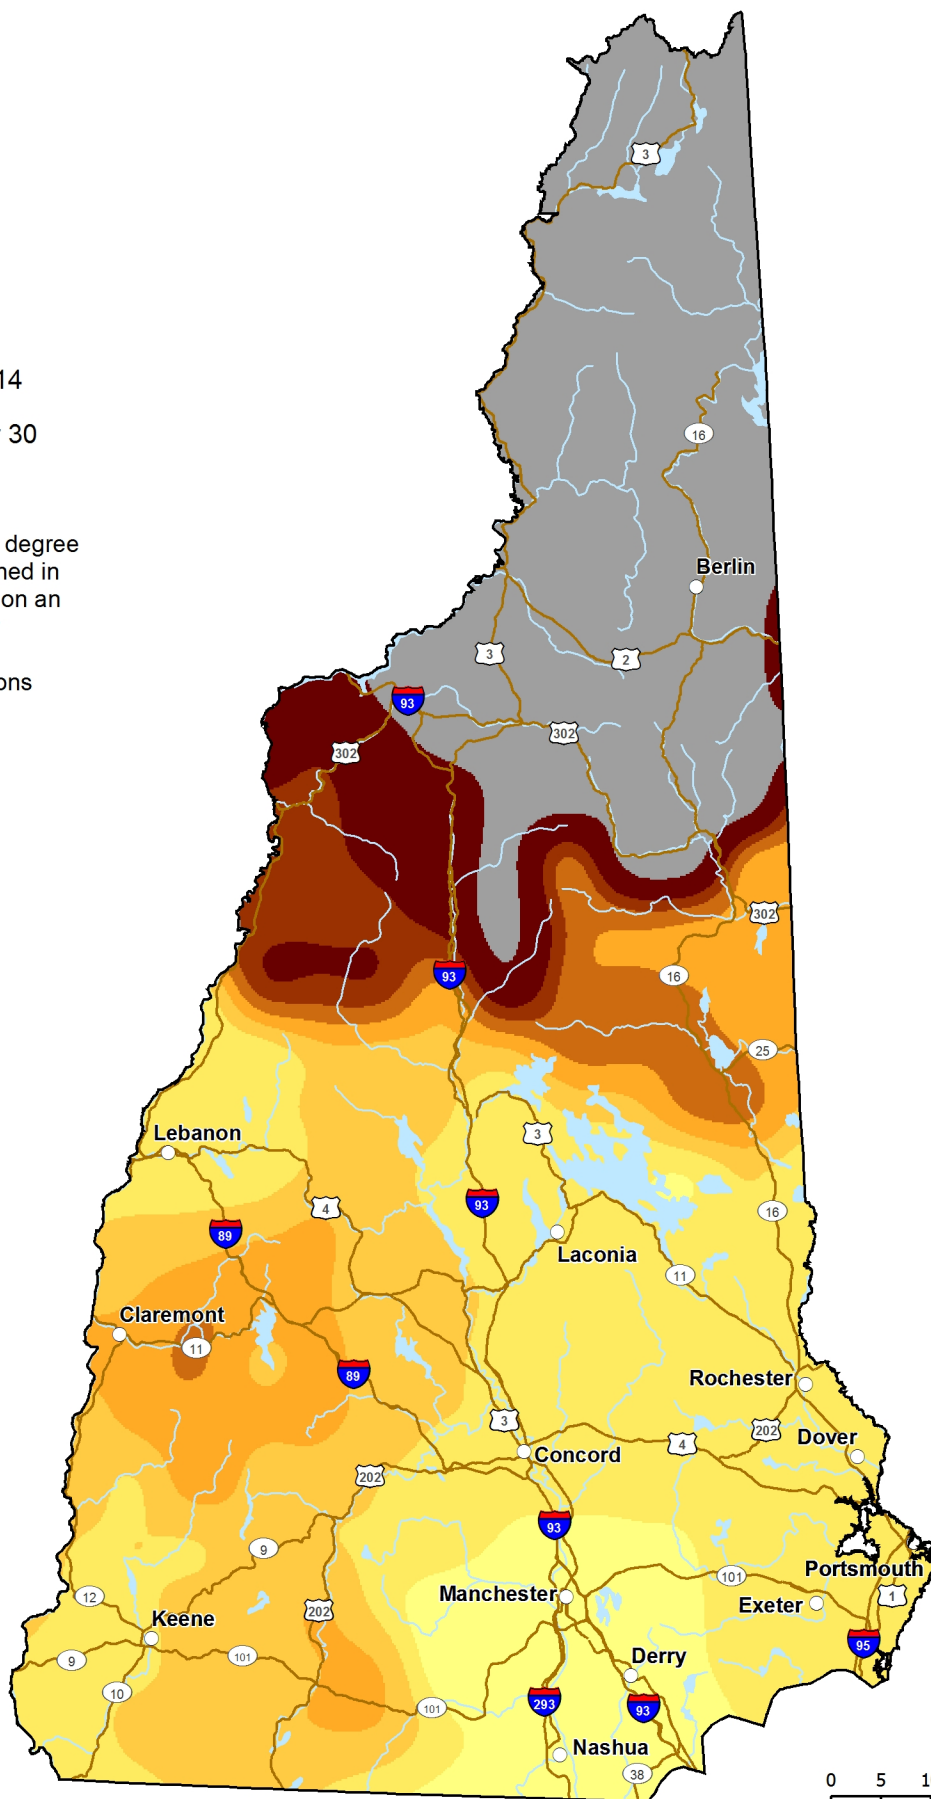 3
14
30
16
degree
ned in
on an
Berlin
3
2
ons
93
302
302
302
93
16
25
Lebanon
3
4
93
16
89
Laconia
11
Claremont
11
89
Rochester
3
202
Dover
4
Concord
202
93
9
Portsmouth
101
12
Manchester
1
Exeter
202
Keene
95
101
9
Derry
10
293
93
101
Nashua
38
0 5 10